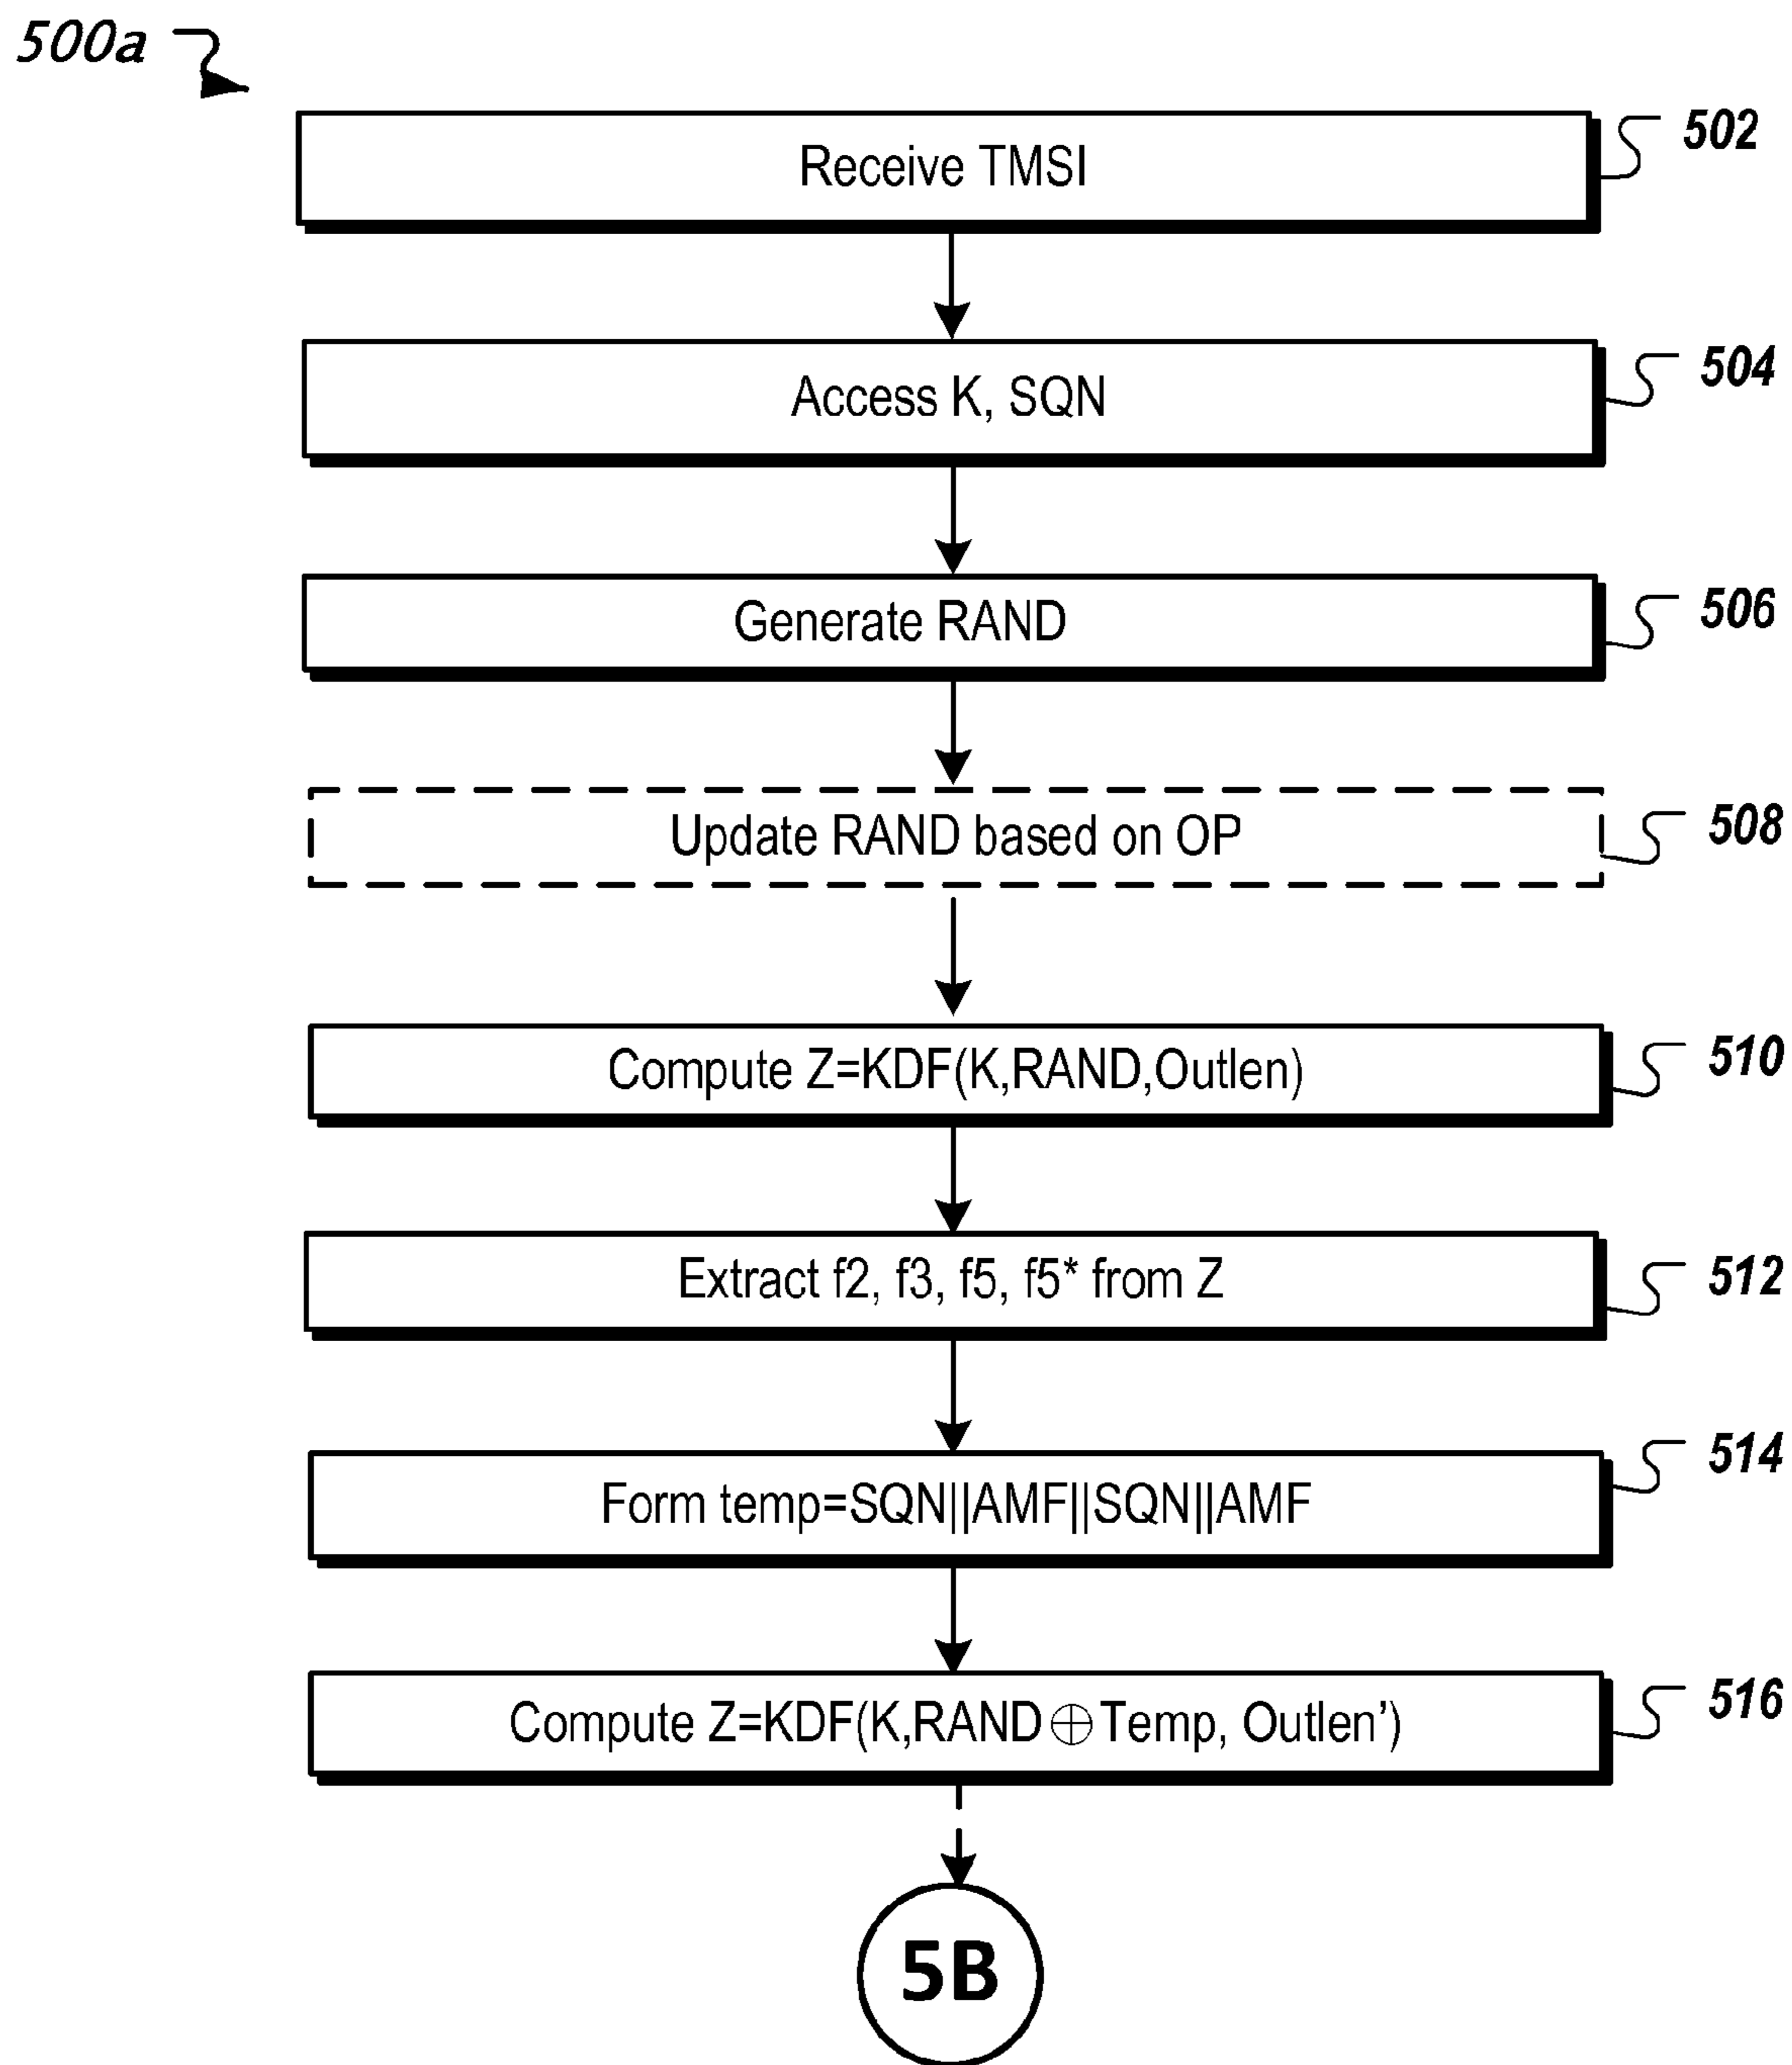 500a
Receive TMSI
502
Access K, SQN
504
Generate RAND
506
Update RAND based on OP
508
Compute Z=KDF(K,RAND,Outlen)
510
Extract f2, f3, f5, f5* from Z
512
Form temp=SQN||AMF||SQN||AMF
514
Compute Z=KDF(K,RAND⊕Temp, Outlen’)
516
5B